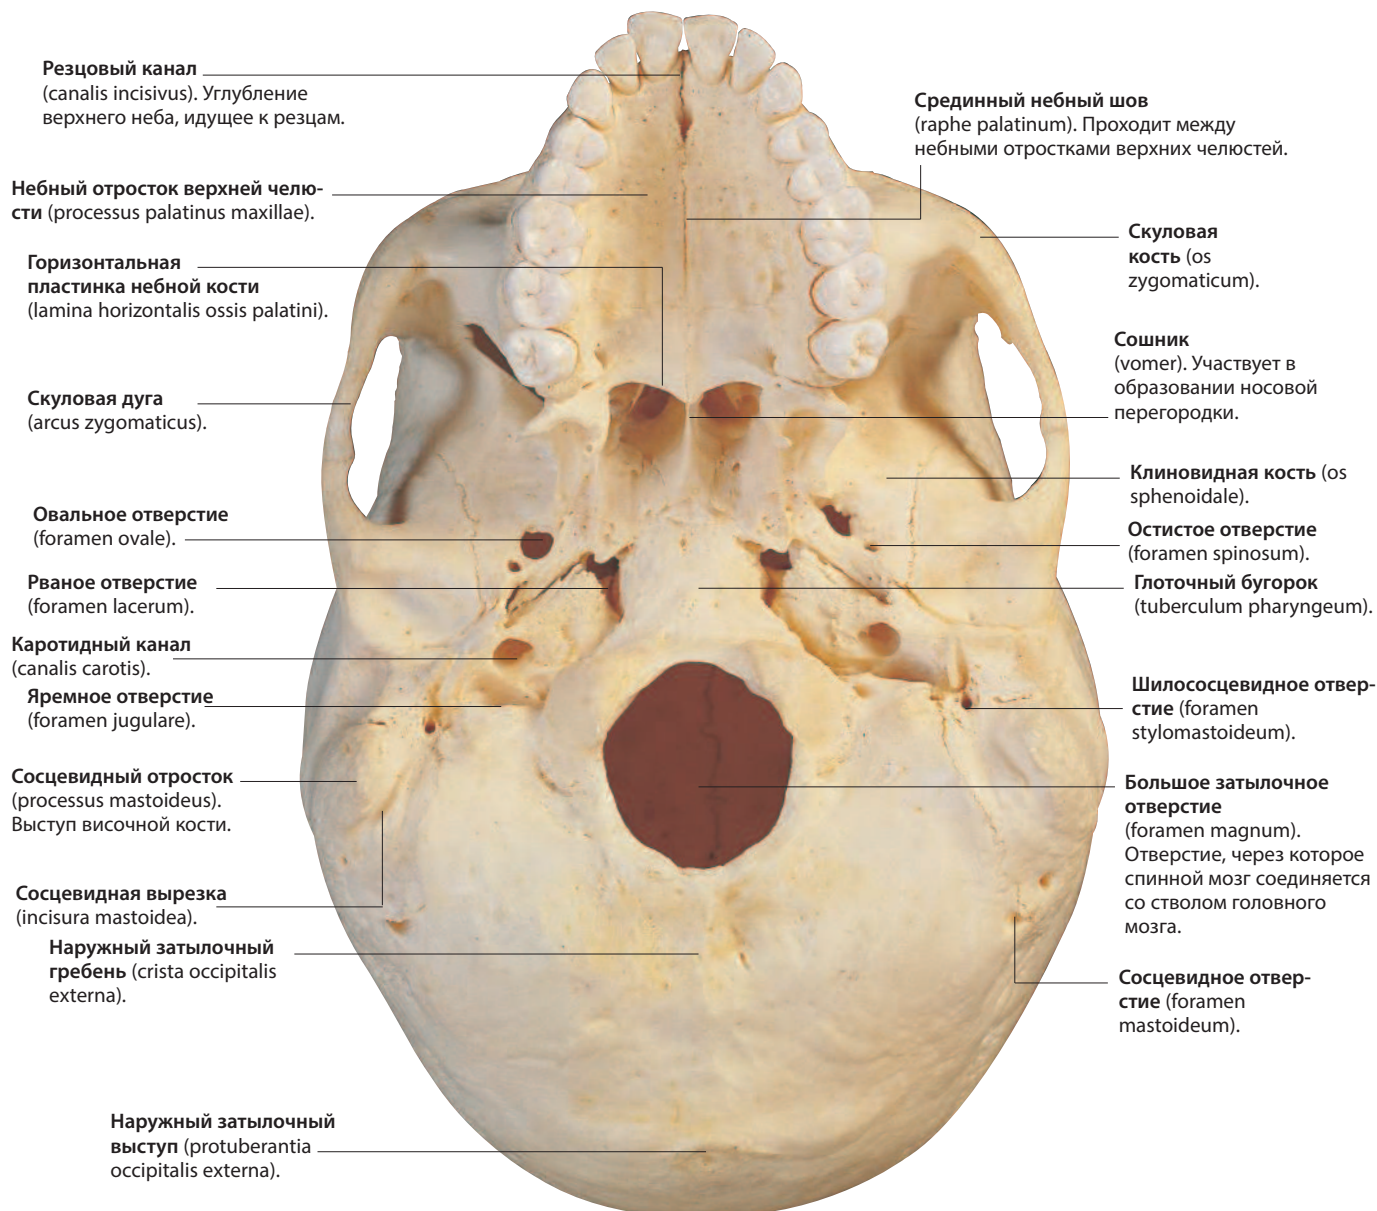 Резцовый канал
(canalis incisivus). Углубление
верхнего неба, идущее к резцам.
Небный отросток верхней челю-
сти (processus palatinus maxillae).
Горизонтальная
пластинка небной кости
(lamina horizontalis ossis palatini).
Скуловая дуга
(arcus zygomaticus).
Овальное отверстие
(foramen ovale).
Рваное отверстие
(foramen lacerum).
Каротидный канал
(canalis carotis).
Яремное отверстие
(foramen jugulare).
Сосцевидный отросток
(processus mastoideus).
Выступ височной кости.
Сосцевидная вырезка
(incisura mastoidea).
Наружный затылочный
гребень (crista occipitalis
externa).
Наружный затылочный
выступ (protuberantia
occipitalis externa).
Срединный небный шов
(raphe palatinum). Проходит между
небными отростками верхних челюстей.
Скуловая
кость (os
zygomaticum).
Сошник
(vomer). Участвует в
образовании носовой
перегородки.
Клиновидная кость (os
sphenoidale).
Остистое отверстие
(foramen spinosum).
Глоточный бугорок
(tuberculum pharyngeum).
Шилососцевидное отвер-
стие (foramen
stylomastoideum).
Большое затылочное
отверстие
(foramen magnum).
Отверстие, через которое
спинной мозг соединяется
со стволом головного
мозга.
Сосцевидное отвер-
стие (foramen
mastoideum).